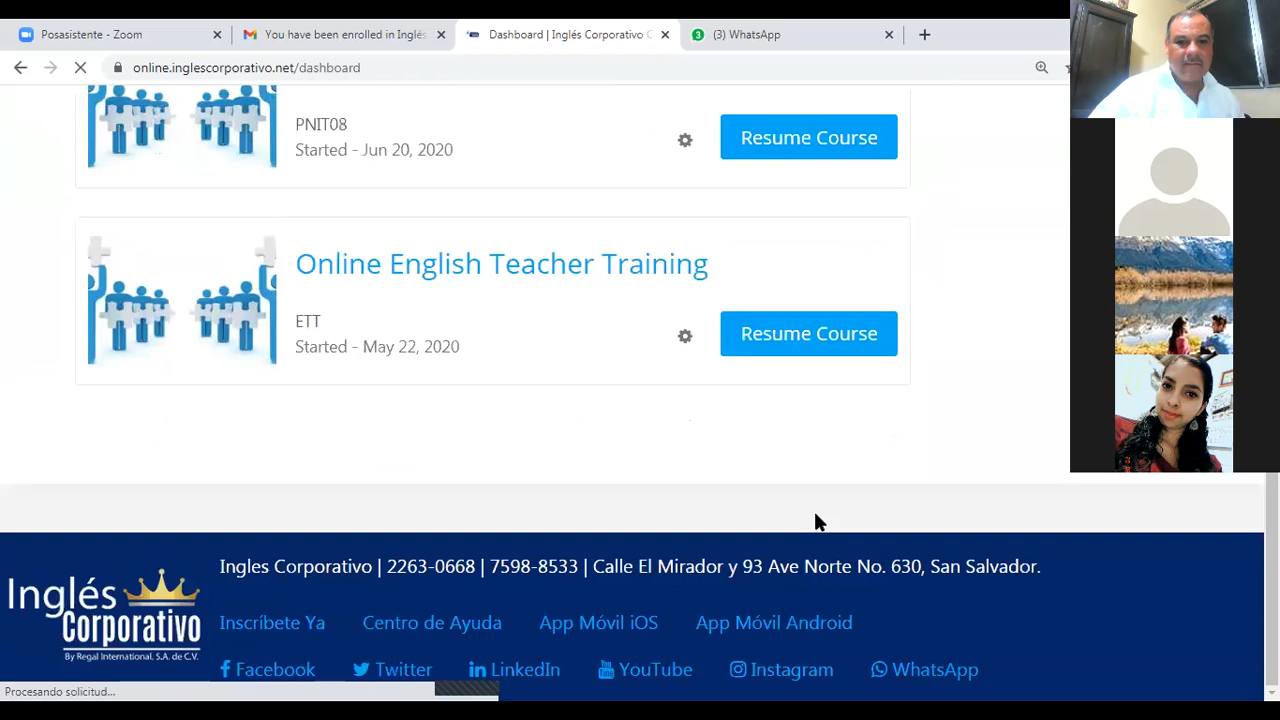 Posasistente - Zoom
You have been enrolled in Inglés
Dashboard | Inglés Corporativo
3 (3) WhatsApp
online.inglescorporativo.net/dashboard
PNIT08
Started - Jun 20, 2020
Resume Course
Online English Teacher Training
ETT
Started - May 22, 2020
Resume Course
Inglés
Corporativo
By Regal International, S.A. de C.V.
Ingles Corporativo | 2263-0668 | 7598-8533 | Calle El Mirador y 93 Ave Norte No. 630, San Salvador.
Inscríbete Ya Centro de Ayuda App Móvil iOS App Móvil Android
Facebook Twitter LinkedIn YouTube Instagram WhatsApp
Procesando solicitud...